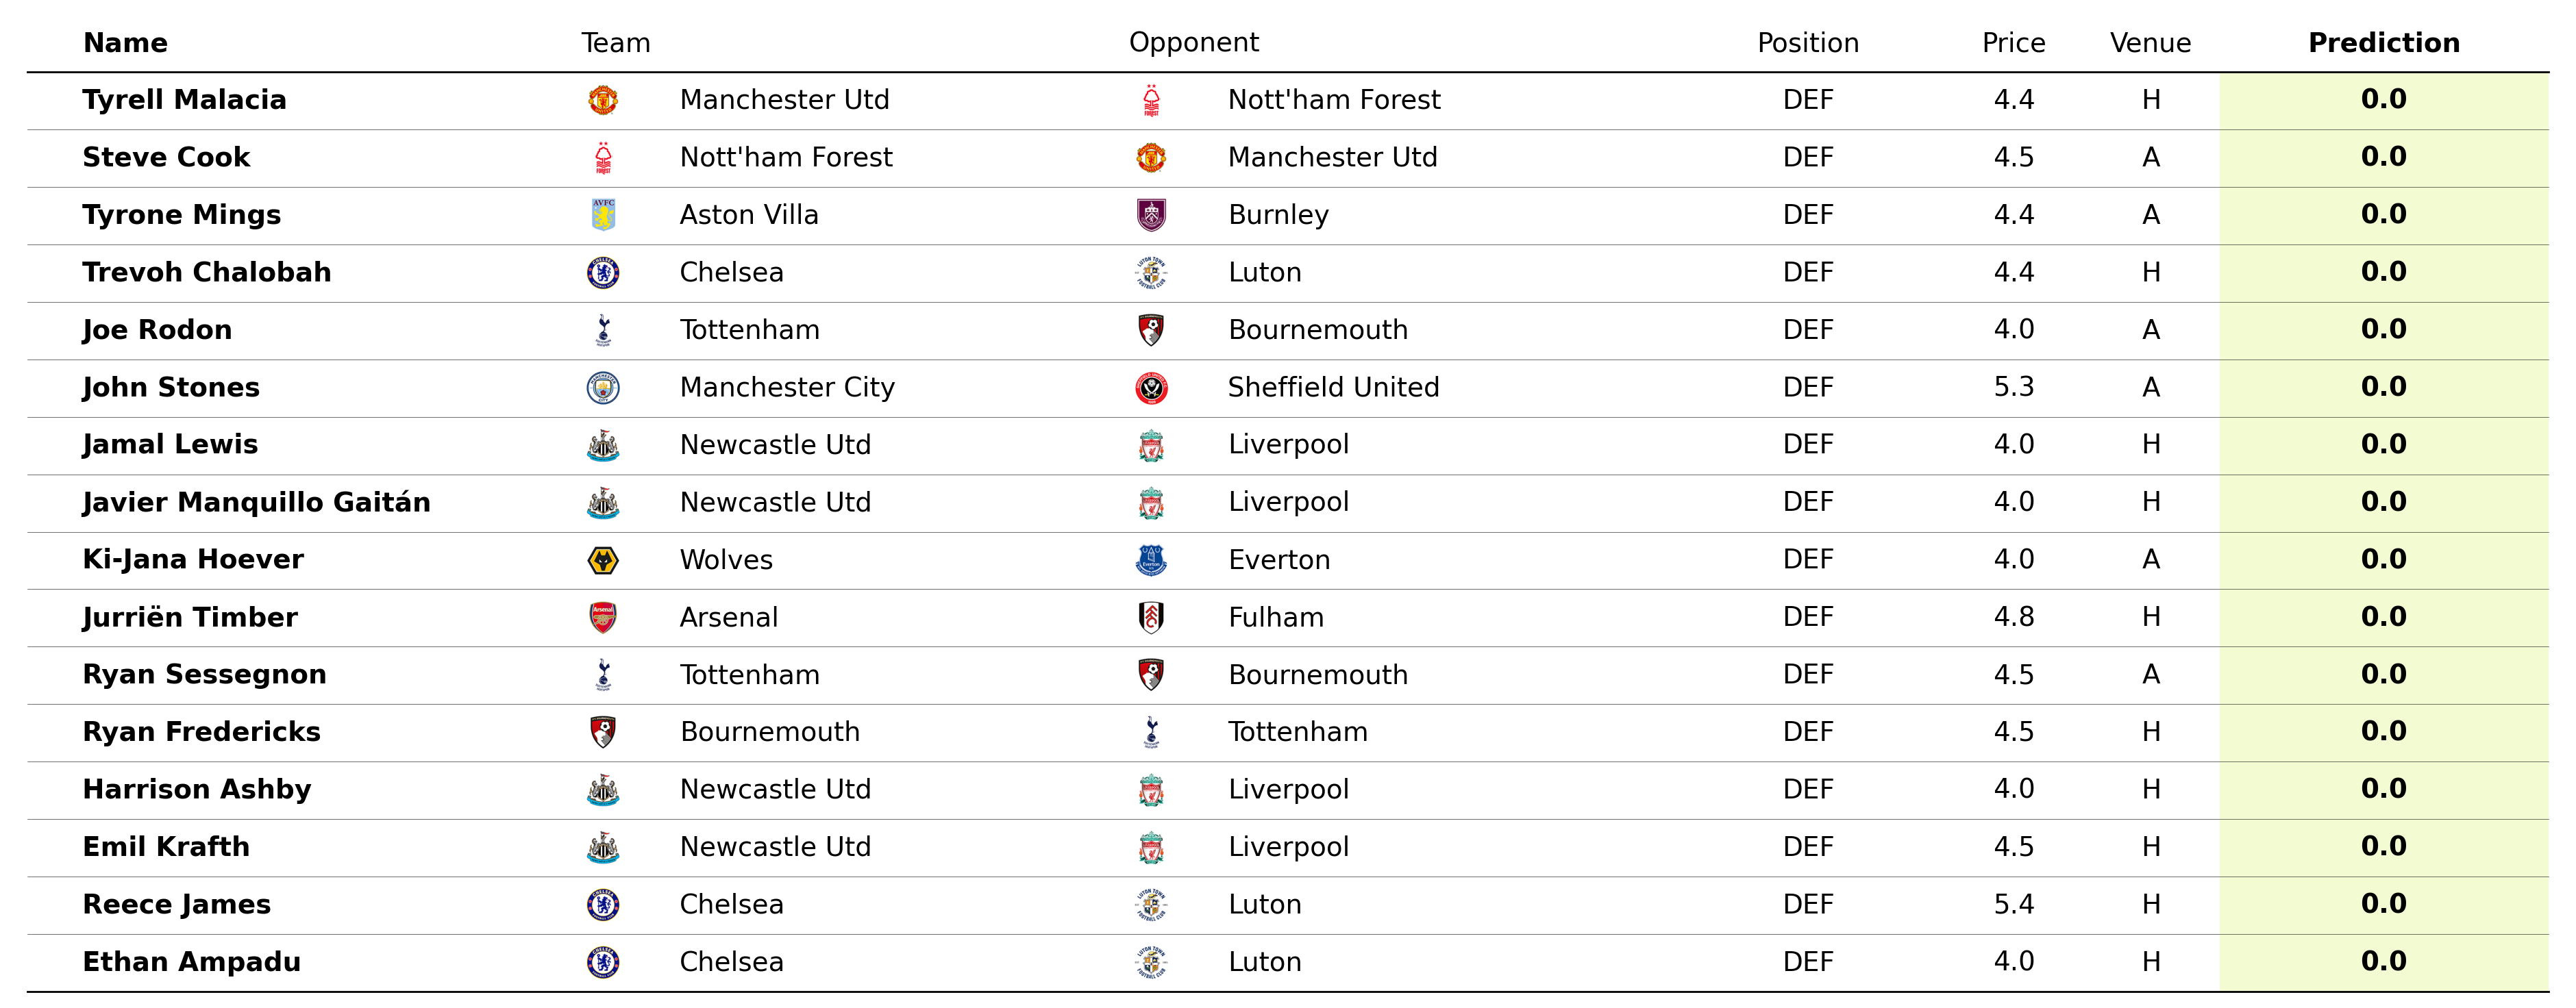 Name Team Opponent Position Price Venue Prediction
Tyrell Malacia Manchester Utd Nott'ham Forest DEF 4.4 H 0.0
Steve Cook Nott'ham Forest Manchester Utd DEF 4.5 A 0.0
Tyrone Mings Aston Villa Burnley DEF 4.4 A 0.0
Trevoh Chalobah Chelsea Luton DEF 4.4 H 0.0
Joe Rodon Tottenham Bournemouth DEF 4.0 A 0.0
John Stones Manchester City Sheffield United DEF 5.3 A 0.0
Jamal Lewis Newcastle Utd Liverpool DEF 4.0 H 0.0
Javier Manquillo Gaitán Newcastle Utd Liverpool DEF 4.0 H 0.0
Ki-Jana Hoever Wolves Everton DEF 4.0 A 0.0
Jurriën Timber Arsenal Fulham DEF 4.8 H 0.0
Ryan Sessegnon Tottenham Bournemouth DEF 4.5 A 0.0
Ryan Fredericks Bournemouth Tottenham DEF 4.5 H 0.0
Harrison Ashby Newcastle Utd Liverpool DEF 4.0 H 0.0
Emil Krafth Newcastle Utd Liverpool DEF 4.5 H 0.0
Reece James Chelsea Luton DEF 5.4 H 0.0
Ethan Ampadu Chelsea Luton DEF 4.0 H 0.0